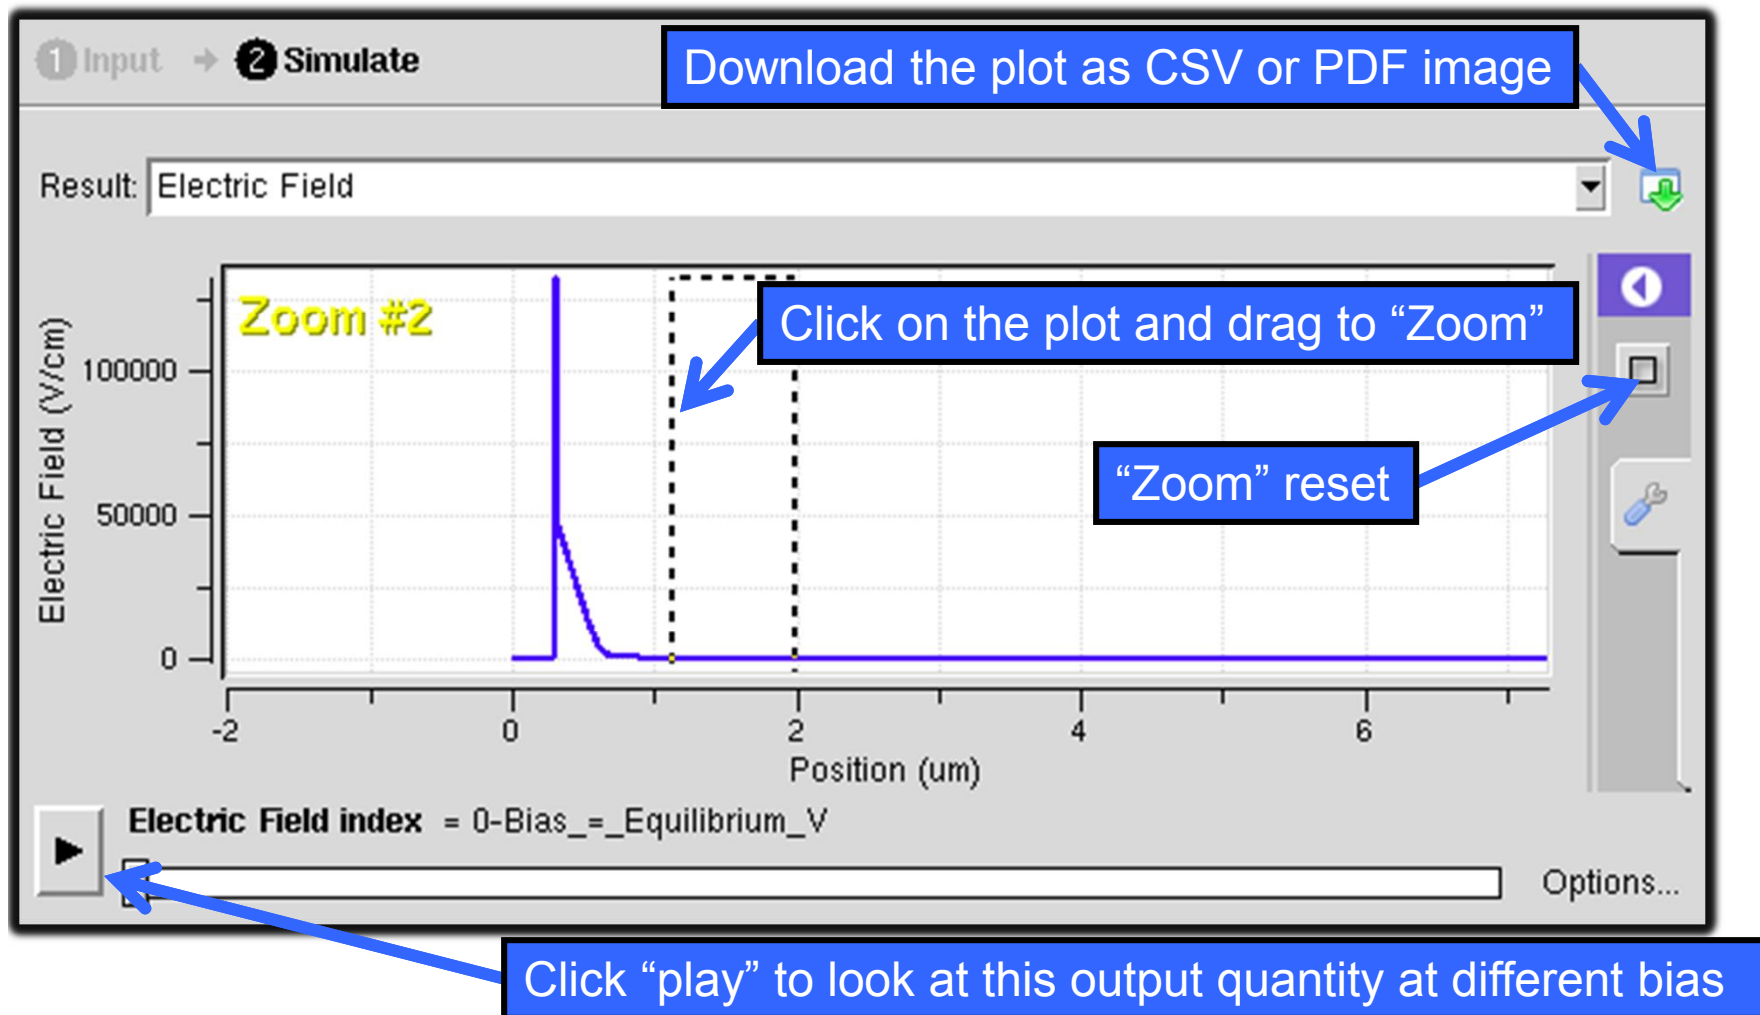 1 Input → 2 Simulate
Download the plot as CSV or PDF image
Result: Electric Field
Zoom #2
Click on the plot and drag to “Zoom”
“Zoom” reset
Electric Field (V/cm)
100000
50000
0
-2 0 2 4 6
Position (um)
Electric Field index = 0-Bias_=_Equilibrium_V
Options...
Click “play” to look at this output quantity at different bias